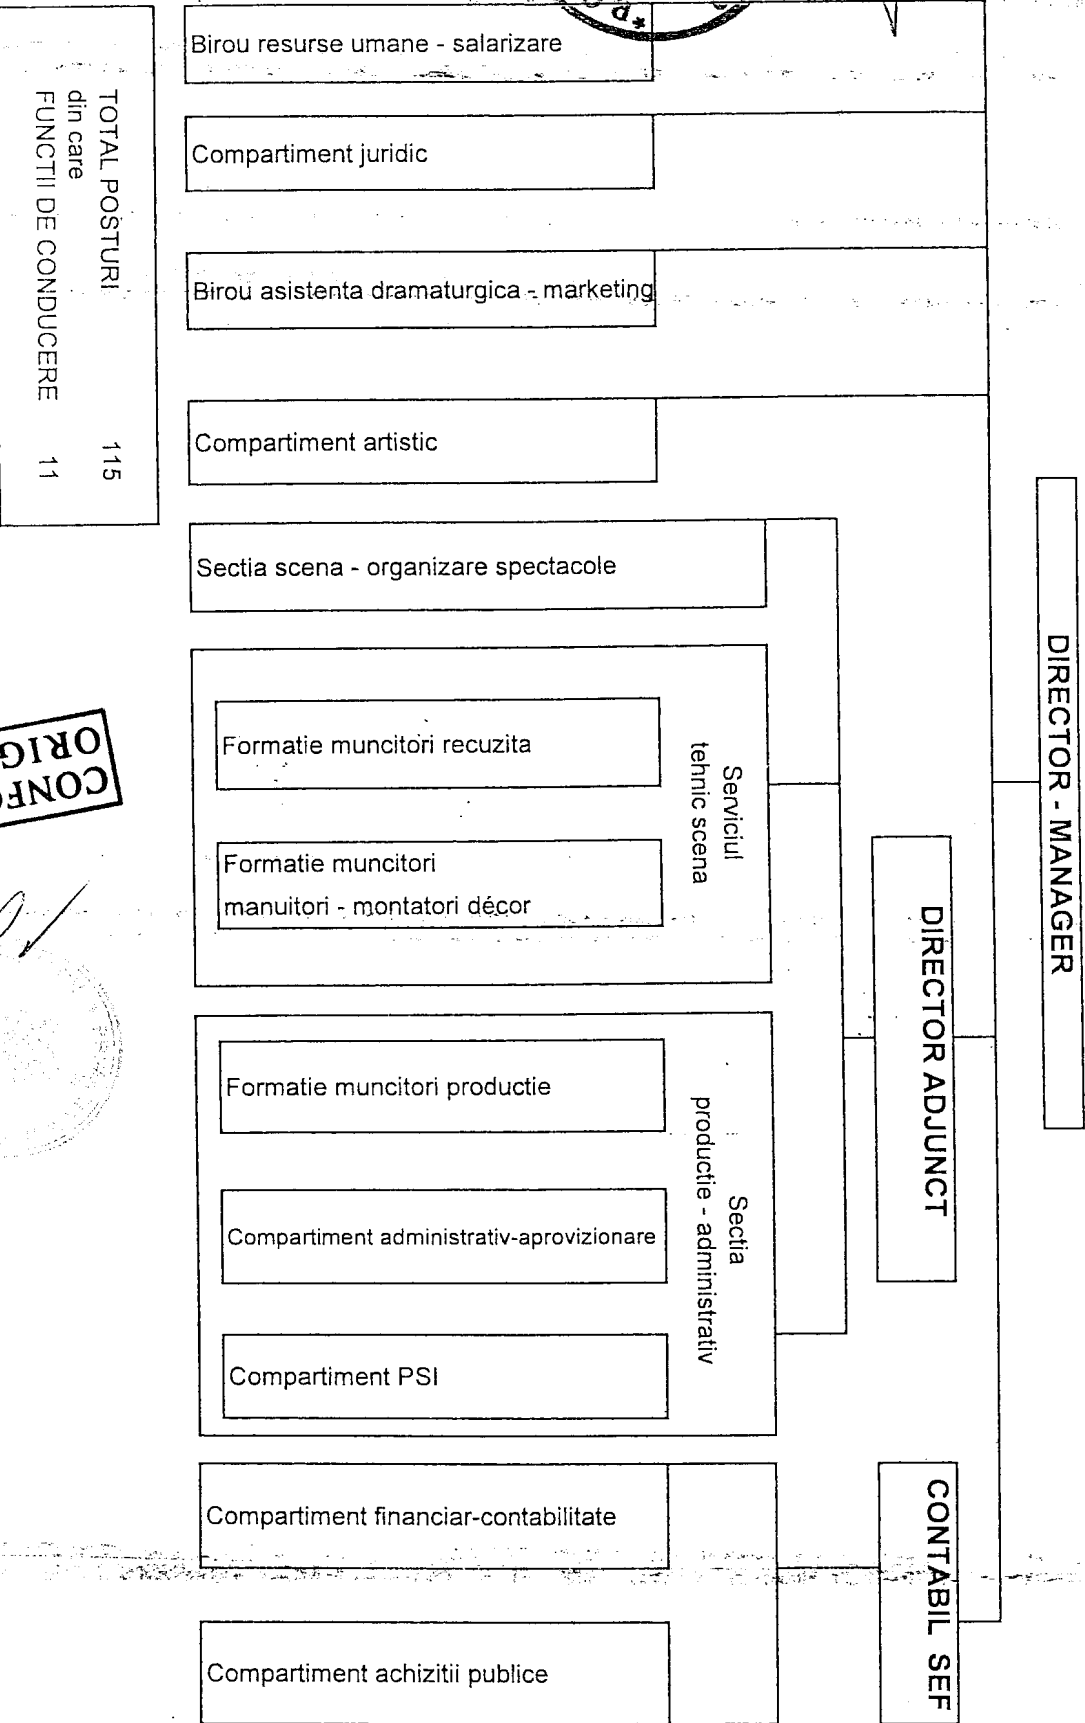 DIRECTOR - MANAGER
DIRECTOR ADJUNCT
CONTABIL SEF
Birou resurse umane - salarizare
Compartiment juridic
Birou asistenta dramaturgica - marketing
Compartiment artistic
Sectia scena - organizare spectacole
Serviciul
tehnic scena
Formatie muncitori recuzita
Formatie muncitori
manuitori - montatori décor
Sectia
productie - administrativ
Formatie muncitori productie
Compartiment administrativ-aprovizionare
Compartiment PSI
Compartiment financiar-contabilitate
Compartiment achizitii publice
TOTAL POSTURI 115
din care
FUNCTII DE CONDUCERE 11